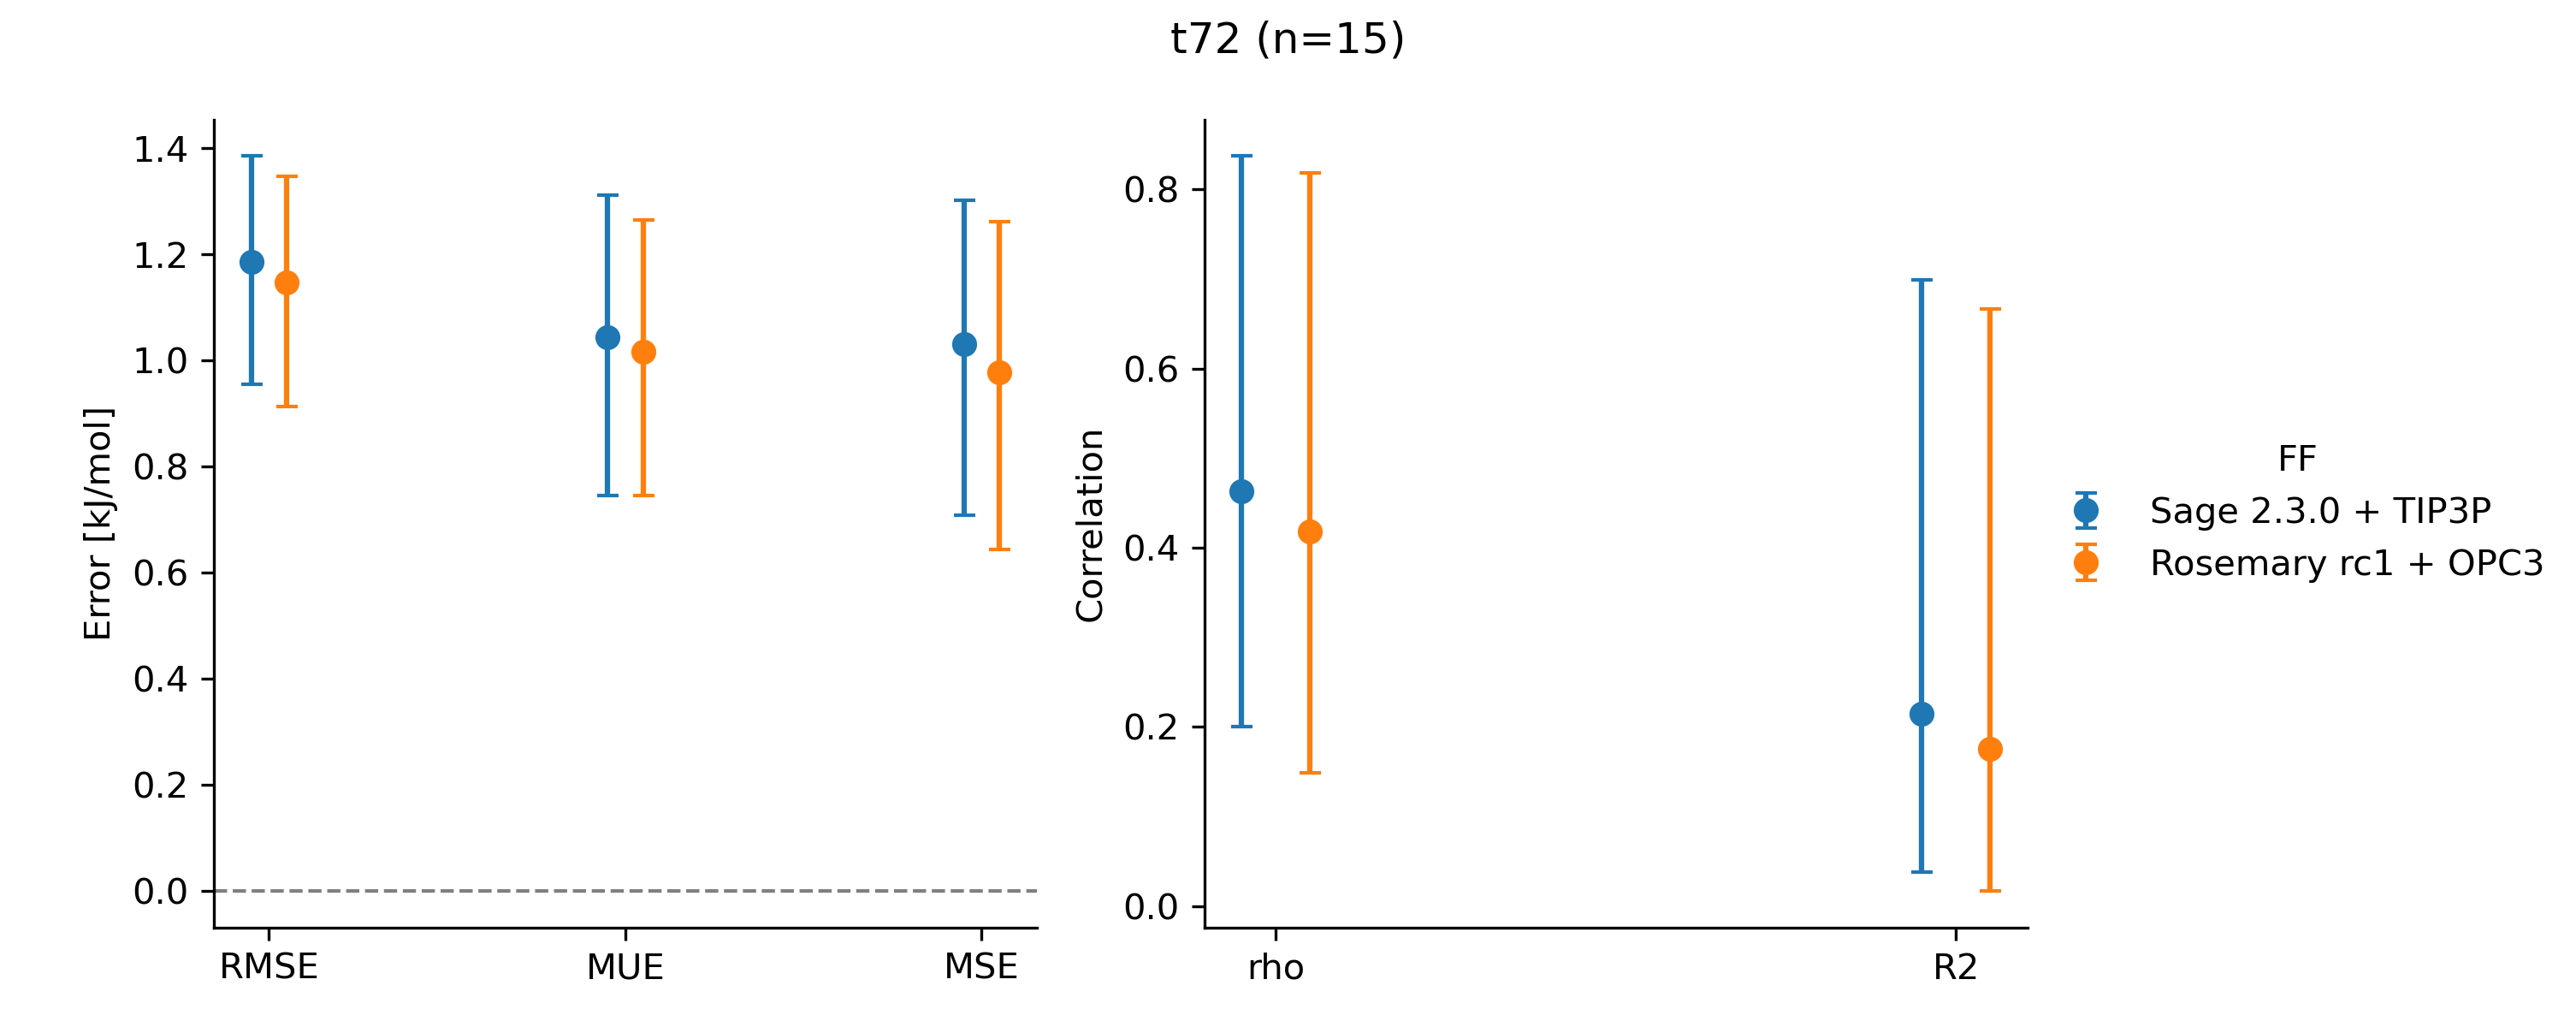 t72 (n=15)
Error [kJ/mol]
1.4
1.2
1.0
0.8
0.6
0.4
0.2
0.0
RMSE
MUE
MSE
Correlation
0.8
0.6
0.4
0.2
0.0
rho
R2
FF
Sage 2.3.0 + TIP3P
Rosemary rc1 + OPC3